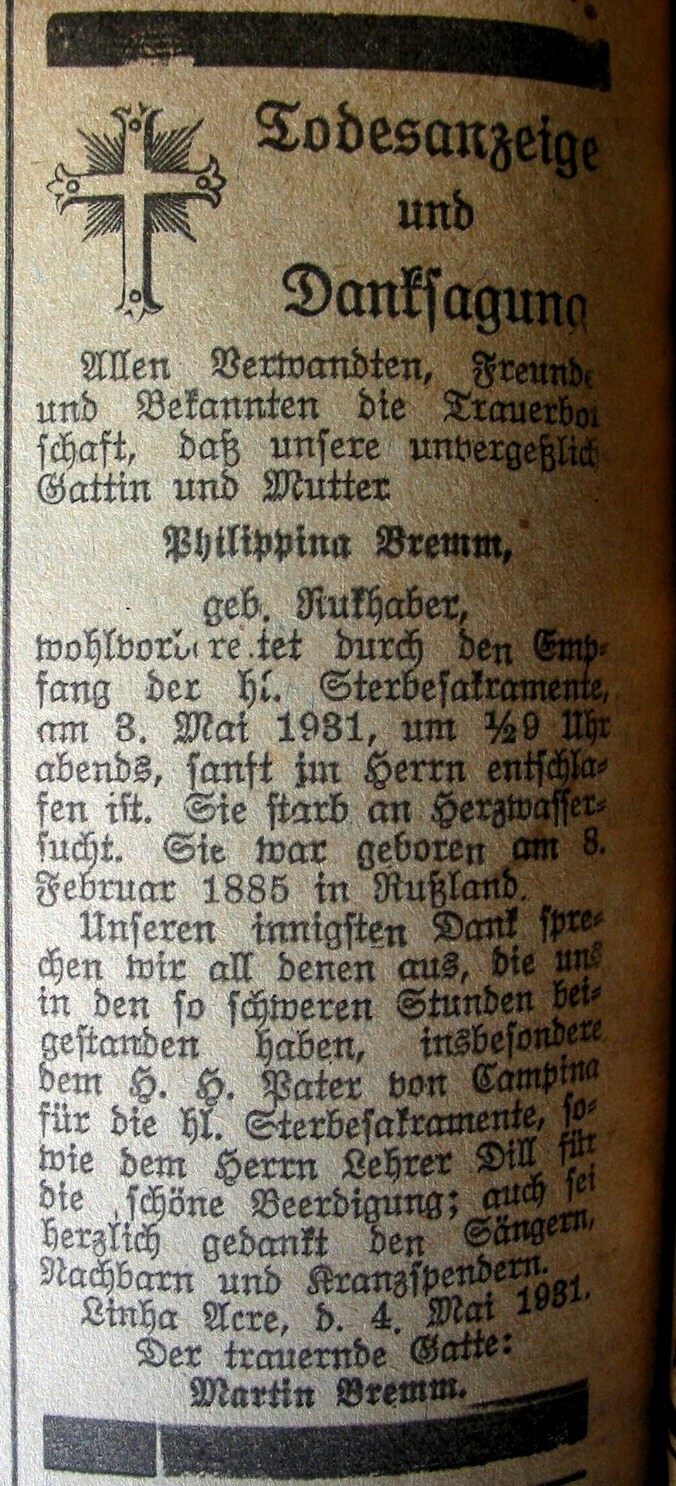 Todesanzeige
und
Danksagung
Allen Verwandten, Freunde
und Bekannten die Trauerbot
schaft, daß unsere unvergeßlich
Gattin und Mutter
Philippina Bremm,
geb. Rukhaber,
wohlvorbereitet durch den Emp-
fang der hl. Sterbesakramente,
am 3. Mai 1931, um ½9 Uhr
abends, sanft im Herrn entschla-
fen ist. Sie starb an Herzwasser-
sucht. Sie war geboren am 8.
Februar 1885 in Rußland.
Unseren innigsten Dank spre-
chen wir all denen aus, die uns
in den so schweren Stunden bei-
gestanden haben, insbesondere
dem H. H. Pater von Campina
für die hl. Sterbesakramente, so-
wie dem Herrn Lehrer Dill für
die schöne Beerdigung; auch sei
herzlich gedankt den Sängern,
Nachbarn und Kranzspendern.
Linha Acre, d. 4. Mai 1931.
Der trauernde Gatte:
Martin Bremm.